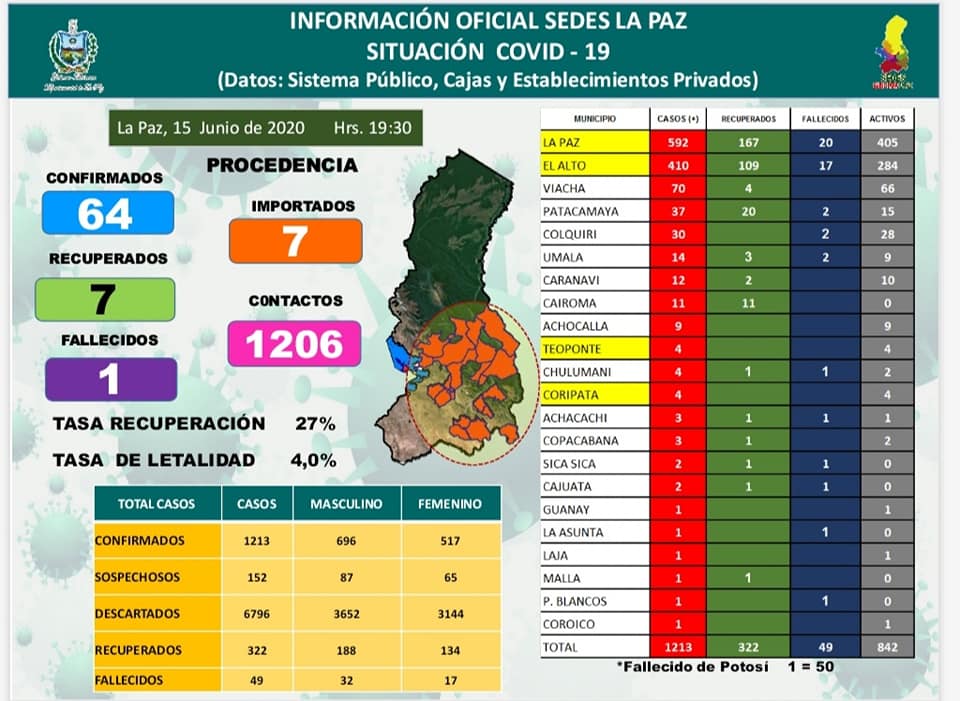 INFORMACIÓN OFICIAL SEDES LA PAZ
SITUACIÓN COVID - 19
(Datos: Sistema Público, Cajas y Establecimientos Privados)
SEDES
La Paz, 15 Junio de 2020 Hrs. 19:30
PROCEDENCIA
CONFIRMADOS
64
RECUPERADOS
7
FALLECIDOS
1
IMPORTADOS
7
CONTACTOS
1206
TASA RECUPERACIÓN 27%
TASA DE LETALIDAD 4,0%
TOTAL CASOS CASOS MASCULINO FEMENINO
CONFIRMADOS 1213 696 517
SOSPECHOSOS 152 87 65
DESCARTADOS 6796 3652 3144
RECUPERADOS 322 188 134
FALLECIDOS 49 32 17
MUNICIPIO CASOS (+) RECUPERADOS FALLECIDOS ACTIVOS
LA PAZ 592 167 20 405
EL ALTO 410 109 17 284
VIACHA 70 4 66
PATACAMAYA 37 20 2 15
COLQUIRI 30 2 28
UMALA 14 3 2 9
CARANAVI 12 2 10
CAIROMA 11 11 0
ACHOCALLA 9 9
TEOPONTE 4 4
CHULUMANI 4 1 1 2
CORIPATA 4 4
ACHACACHI 3 1 1 1
COPACABANA 3 1 2
SICA SICA 2 1 1 0
CAJUATA 2 1 1 0
GUANAY 1 1
LA ASUNTA 1 1 0
LAJA 1 1
MALLA 1 1 0
P. BLANCOS 1 1 0
COROICO 1 1
TOTAL 1213 322 49 842
*Fallecido de Potosí 1 = 50